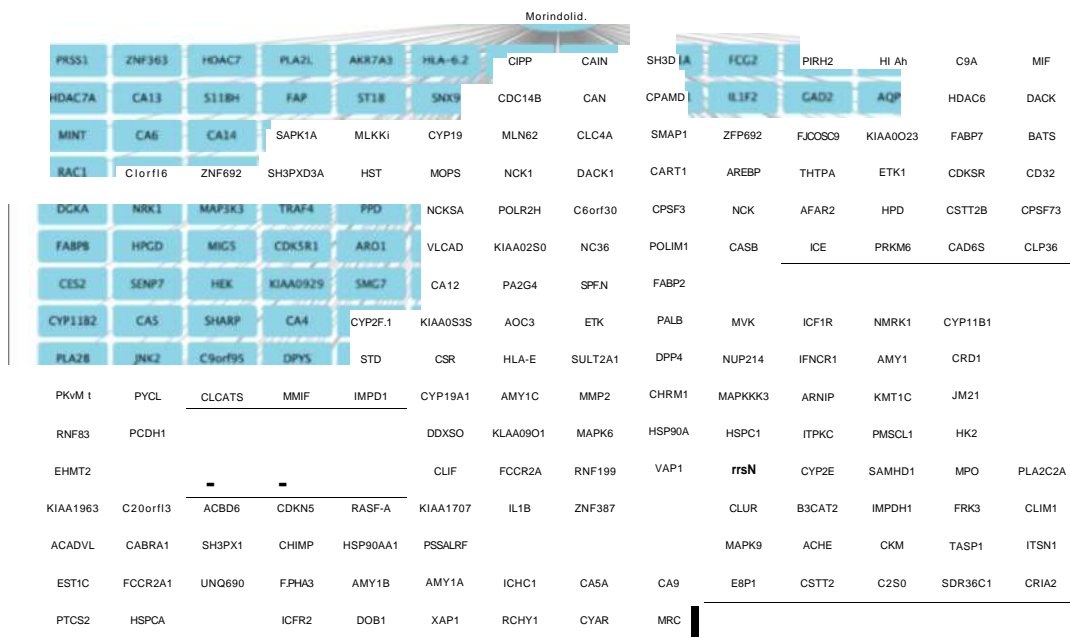 Morindolid.
PRSS1 ZNF363 HDAC7 PLA2L AKR7A3 HLA-6.2 CIPP CAIN SH3D FCG2 PIRH2 HI Ah C9A MIF
HDAC7A CA13 S118H FAP ST18 SNX9 CDC14B CAN CPAMD IL1F2 GAD2 AQP HDAC6 DACK
MINT CA6 CA14 SAPK1A MLKKi CYP19 MLN62 CLC4A SMAP1 ZFP692 FJCOSC9 KIAA0O23 FABP7 BATS
RAC1 Clorfl6 ZNF692 SH3PXD3A HST MOPS NCK1 DACK1 CART1 AREBP THTPA ETK1 CDKSR CD32
DGKA NRK1 MAP3K3 TRAF4 PPD NCKSA POLR2H C6orf30 CPSF3 NCK AFAR2 HPD CSTT2B CPSF73
FABP8 HPGD MIG5 CDK5R1 ARO1 VLCAD KIAA02S0 NC36 POLIM1 CASB ICE PRKM6 CAD6S CLP36
CES2 SENP7 HEK KIAA0929 SMG7 CA12 PA2G4 SPF.N FABP2
CYP11B2 CA5 SHARP CA4 CYP2F.1 KIAA0S3S AOC3 ETK PALB MVK ICF1R NMRK1 CYP11B1
PLA2B JNK2 C9orf95 DPYS STD CSR HLA-E SULT2A1 DPP4 NUP214 IFNCR1 AMY1 CRD1
PKvM t PYCL CLCATS MMIF IMPD1 CYP19A1 AMY1C MMP2 CHRM1 MAPKKK3 ARNIP KMT1C JM21
RNF83 PCDH1 DDXSO KLAA09O1 MAPK6 HSP90A HSPC1 ITPKC PMSCL1 HK2
EHMT2 - - CLIF FCCR2A RNF199 VAP1 rrsN CYP2E SAMHD1 MPO PLA2C2A
KIAA1963 C20orfl3 ACBD6 CDKN5 RASF-A KIAA1707 IL1B ZNF387 CLUR B3CAT2 IMPDH1 FRK3 CLIM1
ACADVL CABRA1 SH3PX1 CHIMP HSP90AA1 PSSALRF MAPK9 ACHE CKM TASP1 ITSN1
EST1C FCCR2A1 UNQ690 F.PHA3 AMY1B AMY1A ICHC1 CA5A CA9 E8P1 CSTT2 C2S0 SDR36C1 CRIA2
PTCS2 HSPCA ICFR2 DOB1 XAP1 RCHY1 CYAR MRC